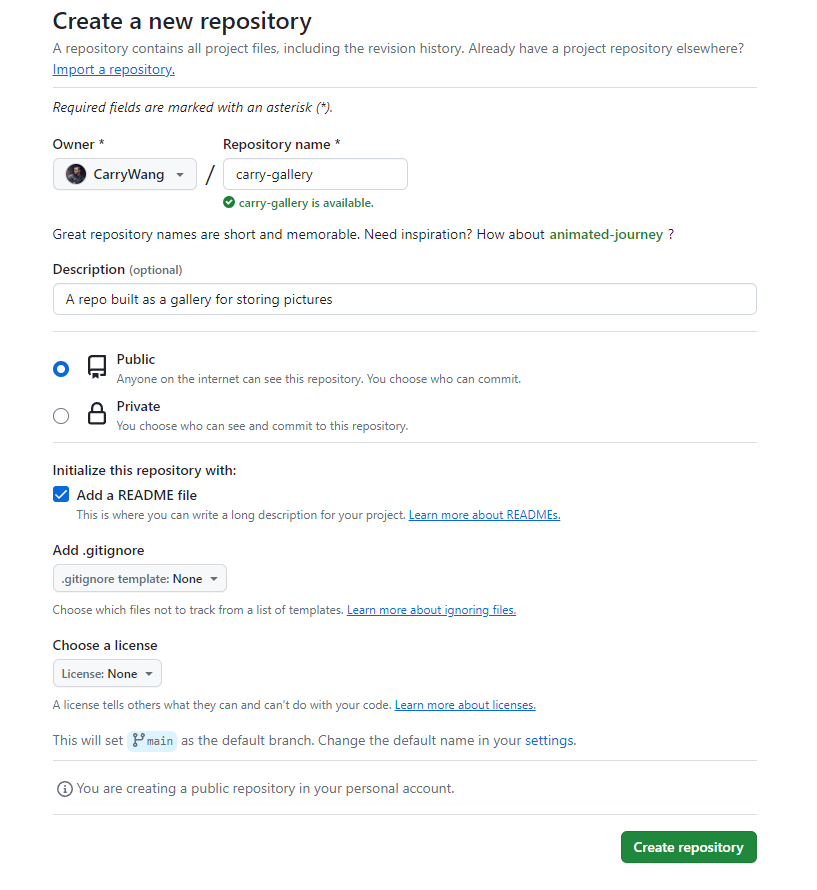 Create a new repository
A repository contains all project files, including the revision history. Already have a project repository elsewhere?
Import a repository.
Required fields are marked with an asterisk (*).
Owner * Repository name *
CarryWang / carry-gallery
carry-gallery is available.
Great repository names are short and memorable. Need inspiration? How about animated-journey ?
Description (optional)
A repo built as a gallery for storing pictures
Public
Anyone on the internet can see this repository. You choose who can commit.
Private
You choose who can see and commit to this repository.
Initialize this repository with:
Add a README file
This is where you can write a long description for your project. Learn more about READMEs.
Add .gitignore
.gitignore template: None
Choose which files not to track from a list of templates. Learn more about ignoring files.
Choose a license
License: None
A license tells others what they can and can't do with your code. Learn more about licenses.
This will set main as the default branch. Change the default name in your settings.
You are creating a public repository in your personal account.
Create repository